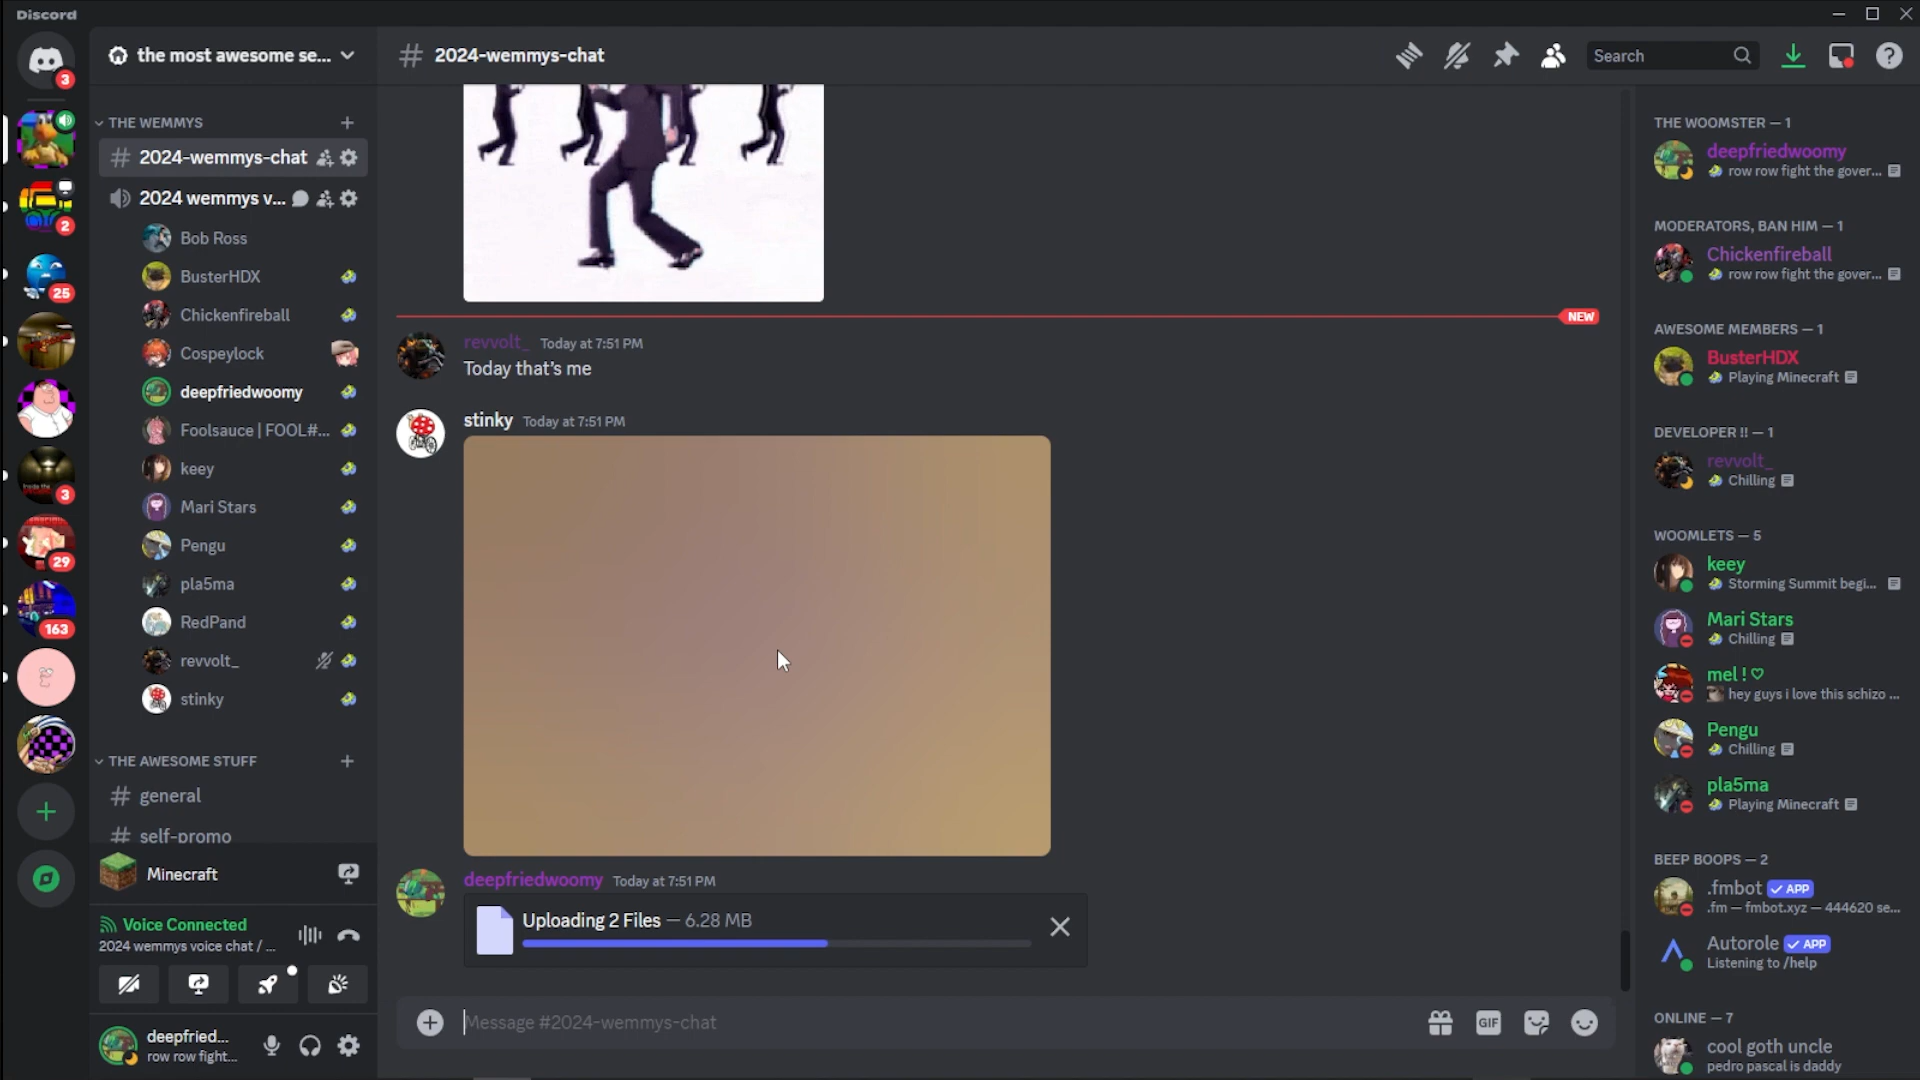 Discord
3
2
25
3
29
163
the most awesome se...
THE WEMMYS
2024-wemmys-chat
2024 wemmys v...
Bob Ross
BusterHDX
Chickenfireball
Cospeylock
deepfriedwoomy
Foolsauce | FOOL#...
keey
Mari Stars
Pengu
pla5ma
RedPand
revvolt_
stinky
THE AWESOME STUFF
general
self-promo
Minecraft
Voice Connected
2024 wemmys voice chat / ...
deepfried...
row row fight...
2024-wemmys-chat
Search
NEW
revvolt_ Today at 7:51 PM
Today that's me
stinky Today at 7:51 PM
deepfriedwoomy Today at 7:51 PM
Uploading 2 Files — 6.28 MB
Message #2024-wemmys-chat
GIF
THE WOOMSTER — 1
deepfriedwoomy
row row fight the gover...
MODERATORS, BAN HIM — 1
Chickenfireball
row row fight the gover...
AWESOME MEMBERS — 1
BusterHDX
Playing Minecraft
DEVELOPER !! — 1
revvolt_
Chilling
WOOMLETS — 5
keey
Storming Summit begi...
Mari Stars
Chilling
mel ! ♡
hey guys i love this schizo ...
Pengu
Chilling
pla5ma
Playing Minecraft
BEEP BOOPS — 2
.fmbot ✓ APP
.fm — fmbot.xyz — 444620 se...
Autorole ✓ APP
Listening to /help
ONLINE — 7
cool goth uncle
pedro pascal is daddy